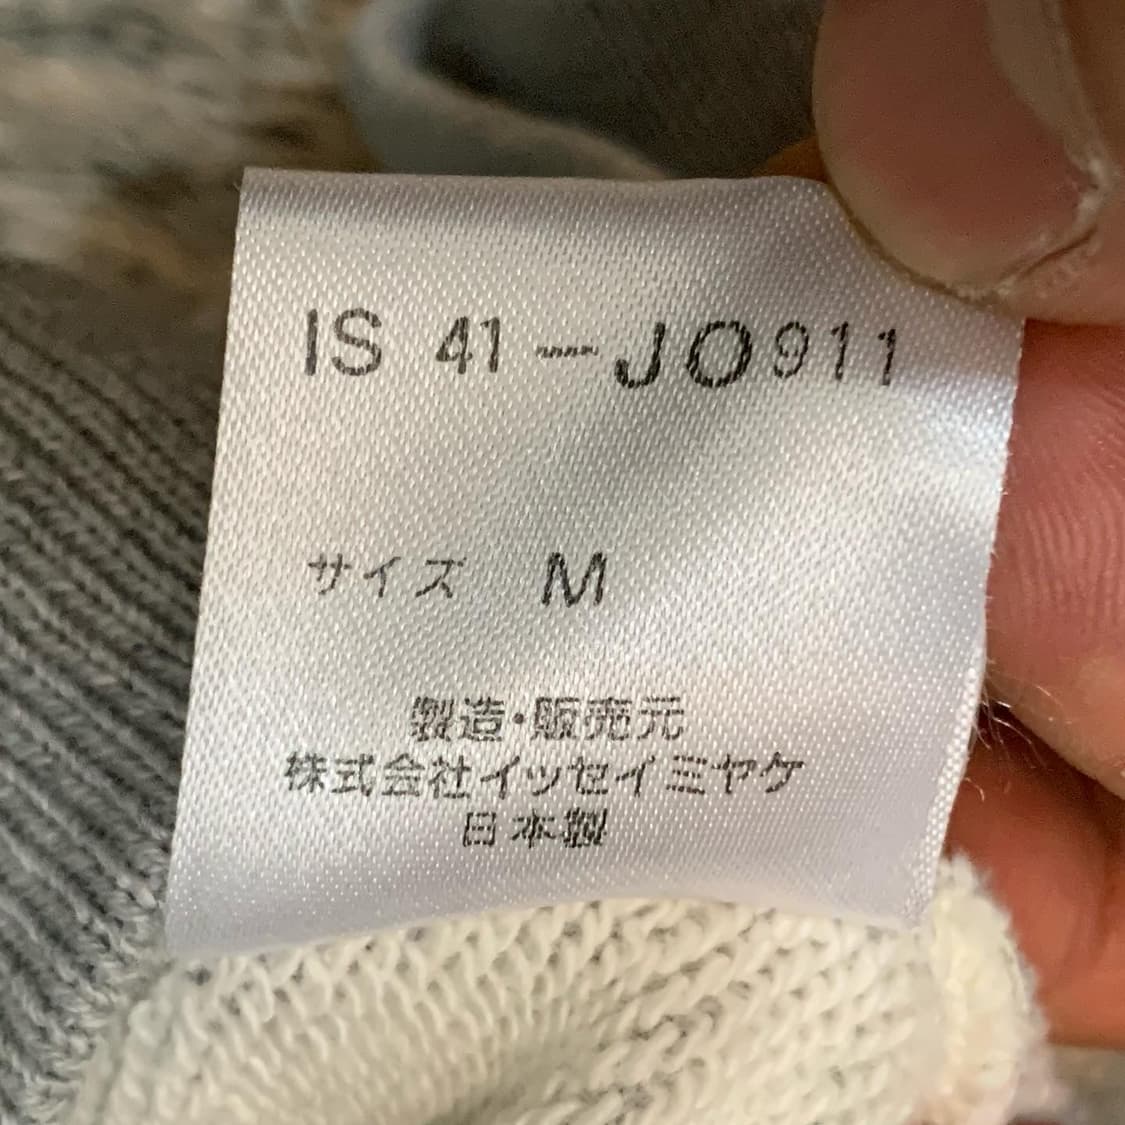 IS 41-JO911
サイズ M
製造・販売元
株式会社イッセイミヤケ
日本製